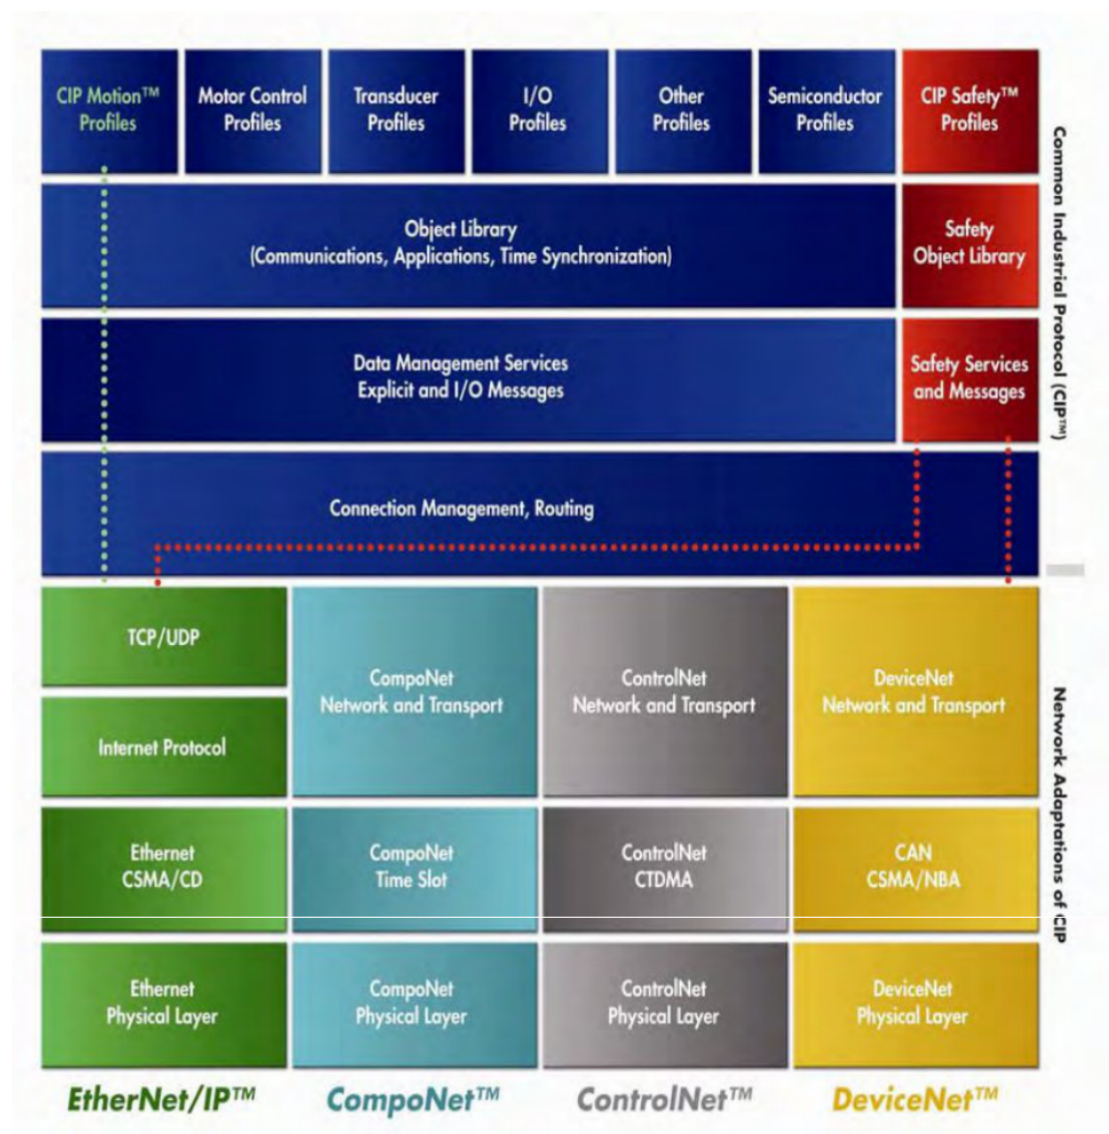 CIP Motion™
Profiles
Motor Control
Profiles
Transducer
Profiles
I/O
Profiles
Other
Profiles
Semiconductor
Profiles
CIP Safety™
Profiles
Object Library
(Communications, Applications, Time Synchronization)
Safety
Object Library
Data Management Services
Explicit and I/O Messages
Safety Services
and Messages
Connection Management, Routing
Common Industrial Protocol (CIP™)
TCP/UDP
Internet Protocol
CompoNet
Network and Transport
ControlNet
Network and Transport
DeviceNet
Network and Transport
Ethernet
CSMA/CD
CompoNet
Time Slot
ControlNet
CTDMA
CAN
CSMA/NBA
Ethernet
Physical Layer
CompoNet
Physical Layer
ControlNet
Physical Layer
DeviceNet
Physical Layer
Network Adaptations of CIP
EtherNet/IP™
CompoNet™
ControlNet™
DeviceNet™